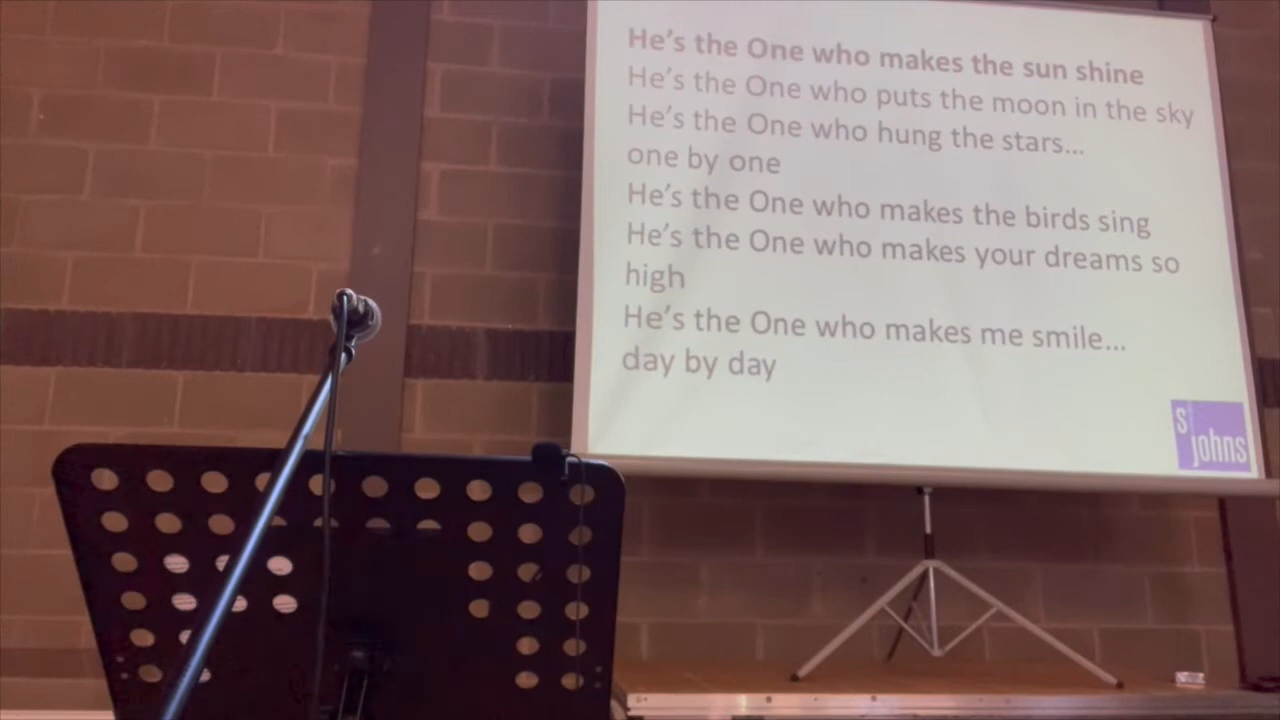 He's the One who makes the sun shine
He's the One who puts the moon in the sky
He's the One who hung the stars...
one by one
He's the One who makes the birds sing
He's the One who makes your dreams so
high
He's the One who makes me smile...
day by day
St
johns